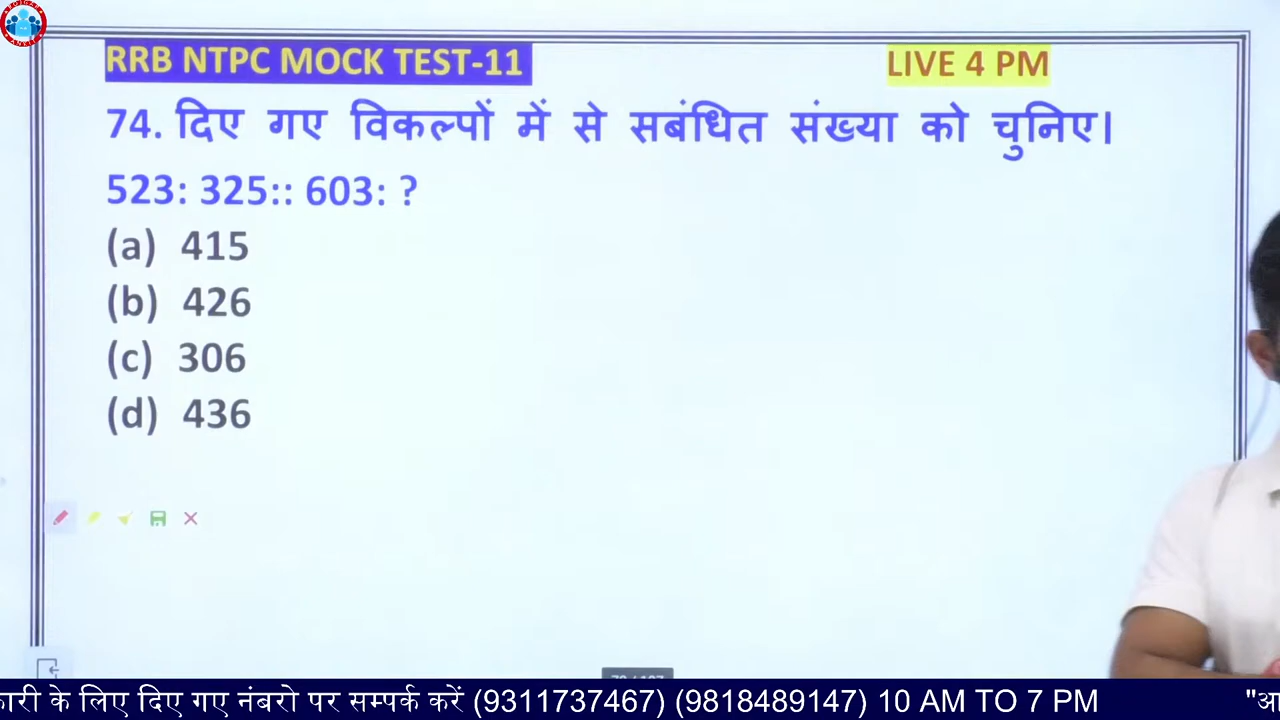 RRB NTPC MOCK TEST-11
LIVE 4 PM
74. दिए गए विकल्पों में से सबंधित संख्या को चुनिए।
523: 325:: 603: ?
(a) 415
(b) 426
(c) 306
(d) 436
के लिए दिए गए नंबरो पर सम्पर्क करें (9311737467) (9818489147) 10 AM TO 7 PM